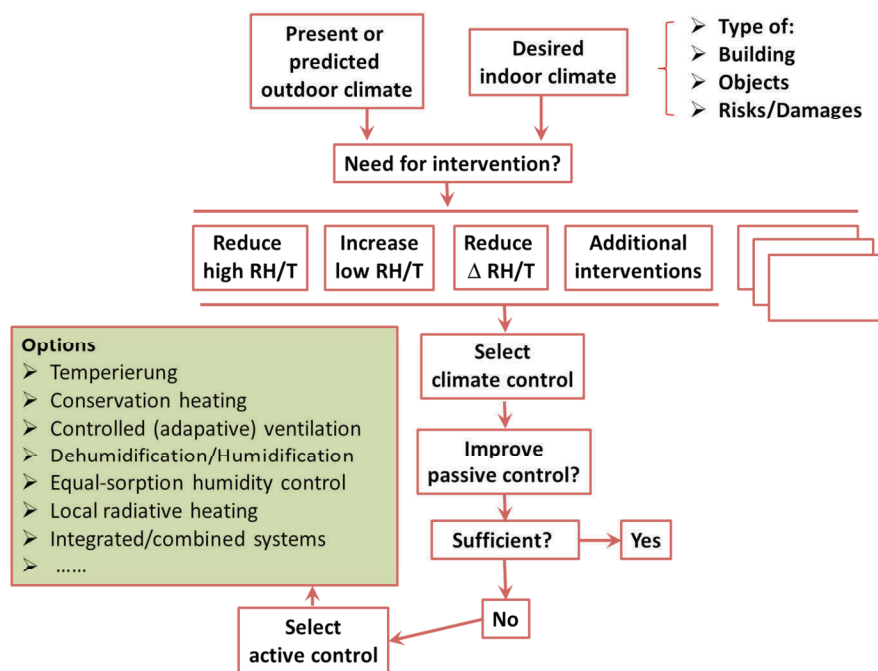 Present or
predicted
outdoor climate
Desired
indoor climate
➢ Type of:
➢ Building
➢ Objects
➢ Risks/Damages
Need for intervention?
Reduce
high RH/T
Increase
low RH/T
Reduce
Δ RH/T
Additional
interventions
Select
climate control
Improve
passive control?
Sufficient?
Yes
No
Select
active control
Options
➢ Temperierung
➢ Conservation heating
➢ Controlled (adapative) ventilation
➢ Dehumidification/Humidification
➢ Equal-sorption humidity control
➢ Local radiative heating
➢ Integrated/combined systems
➢ ……